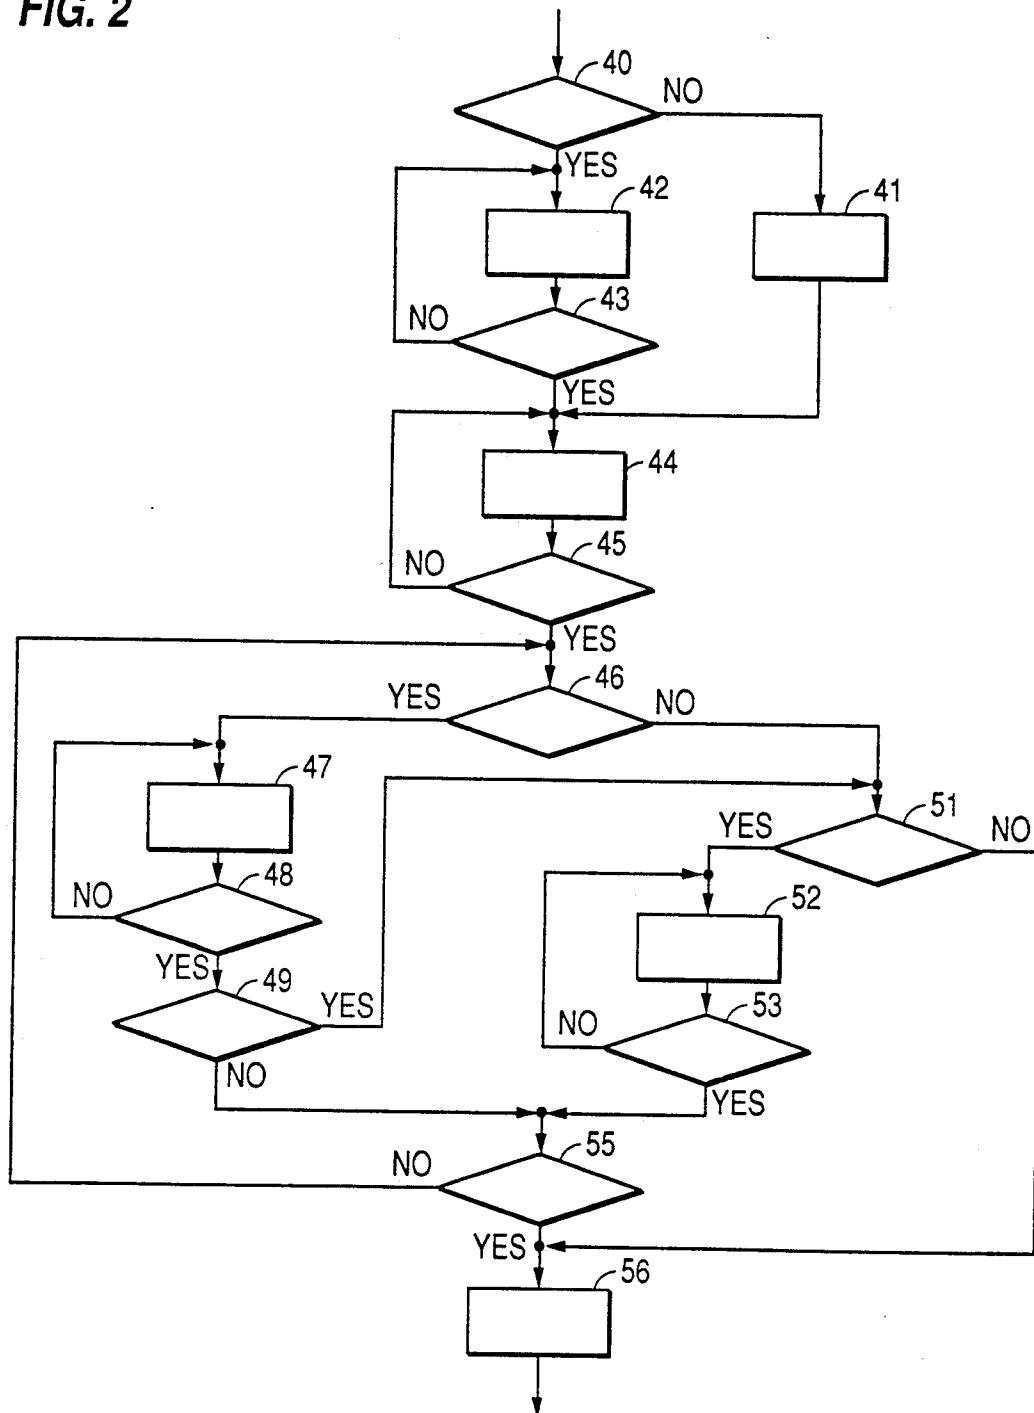 FIG. 2
40
NO
YES
42
41
43
NO
YES
44
45
NO
YES
46
YES
NO
47
51
YES
NO
48
NO
52
YES
49
YES
53
NO
NO
YES
55
NO
YES
56